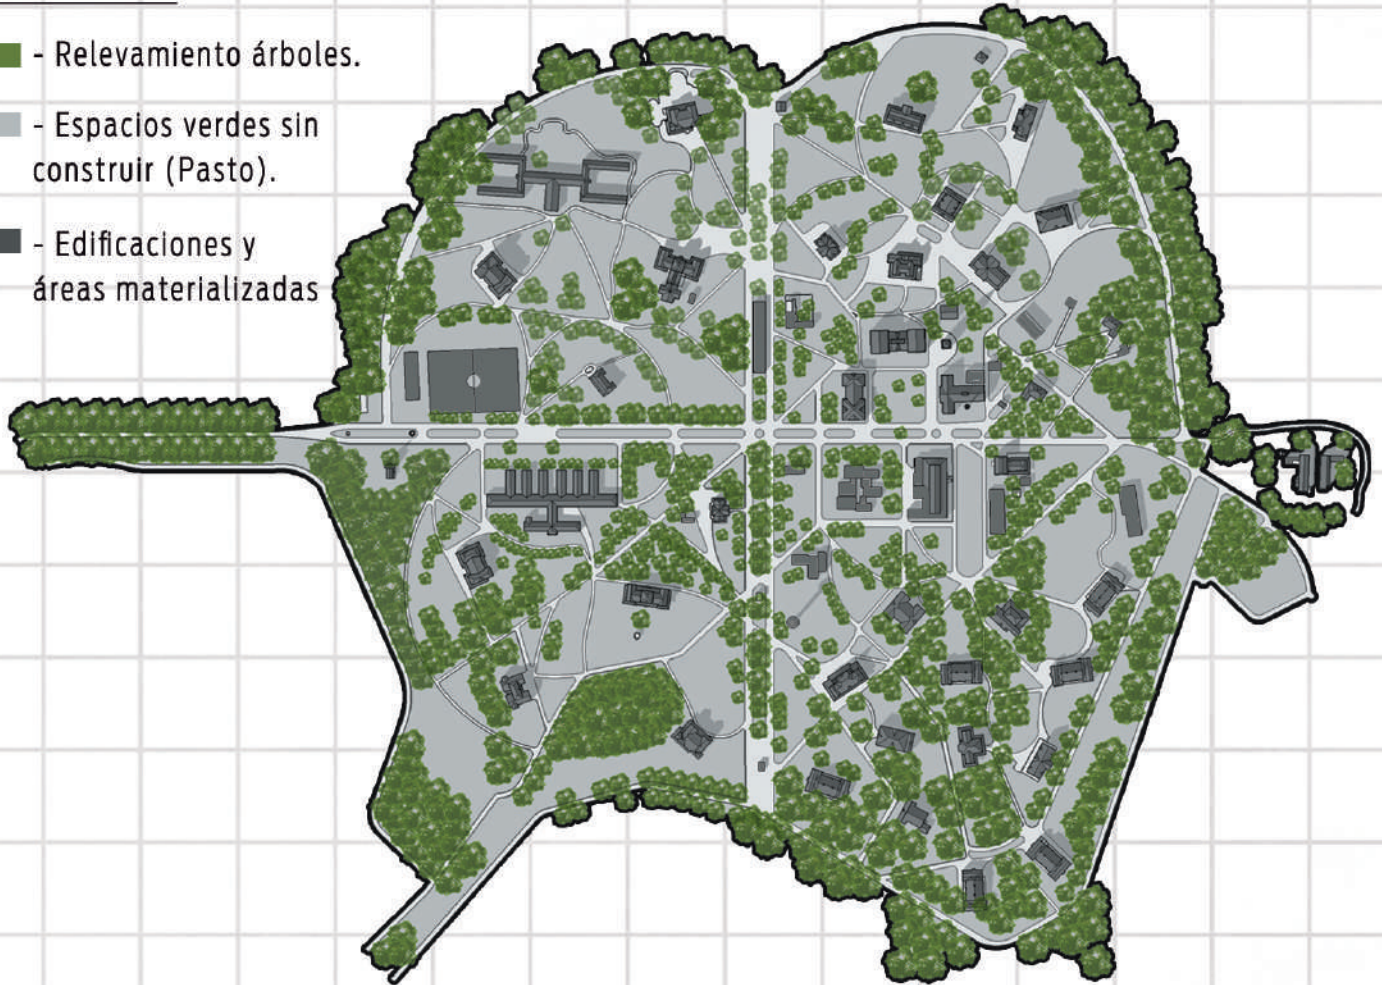 - Relevamiento árboles.
- Espacios verdes sin
construir (Pasto).
- Edificaciones y
áreas materializadas